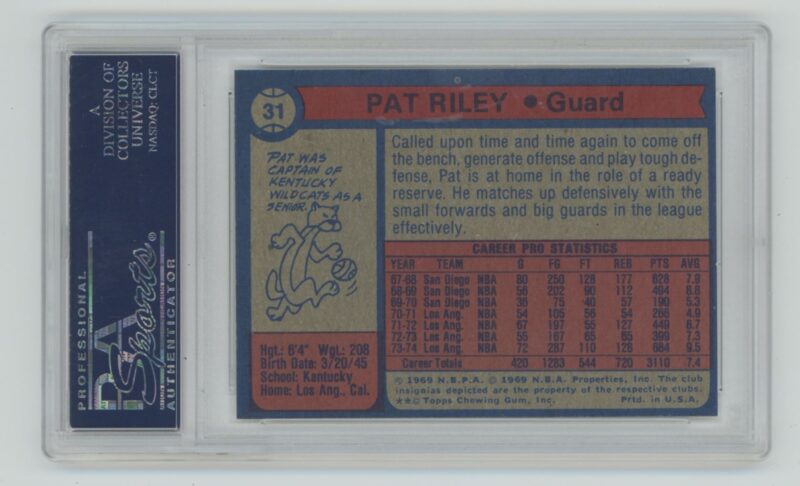 A
DIVISION OF
COLLECTORS
UNIVERSE
NASDAQ: CLCT
PROFESSIONAL
PSA
Sports®
AUTHENTICATOR
31
PAT RILEY • Guard
PAT WAS
CAPTAIN OF
KENTUCKY
WILDCATS AS A
SENIOR.
Called upon time and time again to come off
the bench, generate offense and play tough de-
fense, Pat is at home in the role of a ready
reserve. He matches up defensively with the
small forwards and big guards in the league
effectively.
CAREER PRO STATISTICS
YEAR TEAM G FG FT REB PTS AVG
67-68 San Diego NBA 80 250 128 177 628 7.9
68-69 San Diego NBA 56 202 90 112 494 8.8
69-70 San Diego NBA 36 75 40 57 190 5.3
70-71 Los Ang. NBA 54 105 56 54 266 4.9
71-72 Los Ang. NBA 67 197 55 127 449 6.7
72-73 Los Ang. NBA 55 167 65 65 399 7.3
73-74 Los Ang. NBA 72 287 110 128 684 9.5
Career Totals 420 1283 544 720 3110 7.4
Hgt.: 6'4" Wgt.: 208
Birth Date: 3/20/45
School: Kentucky
Home: Los Ang., Cal.
© 1969 N.B.P.A. © 1969 N.B.A. Properties, Inc. The club
insignias depicted are the property of the respective clubs.
**© Topps Chewing Gum, Inc. Prtd. in U.S.A.